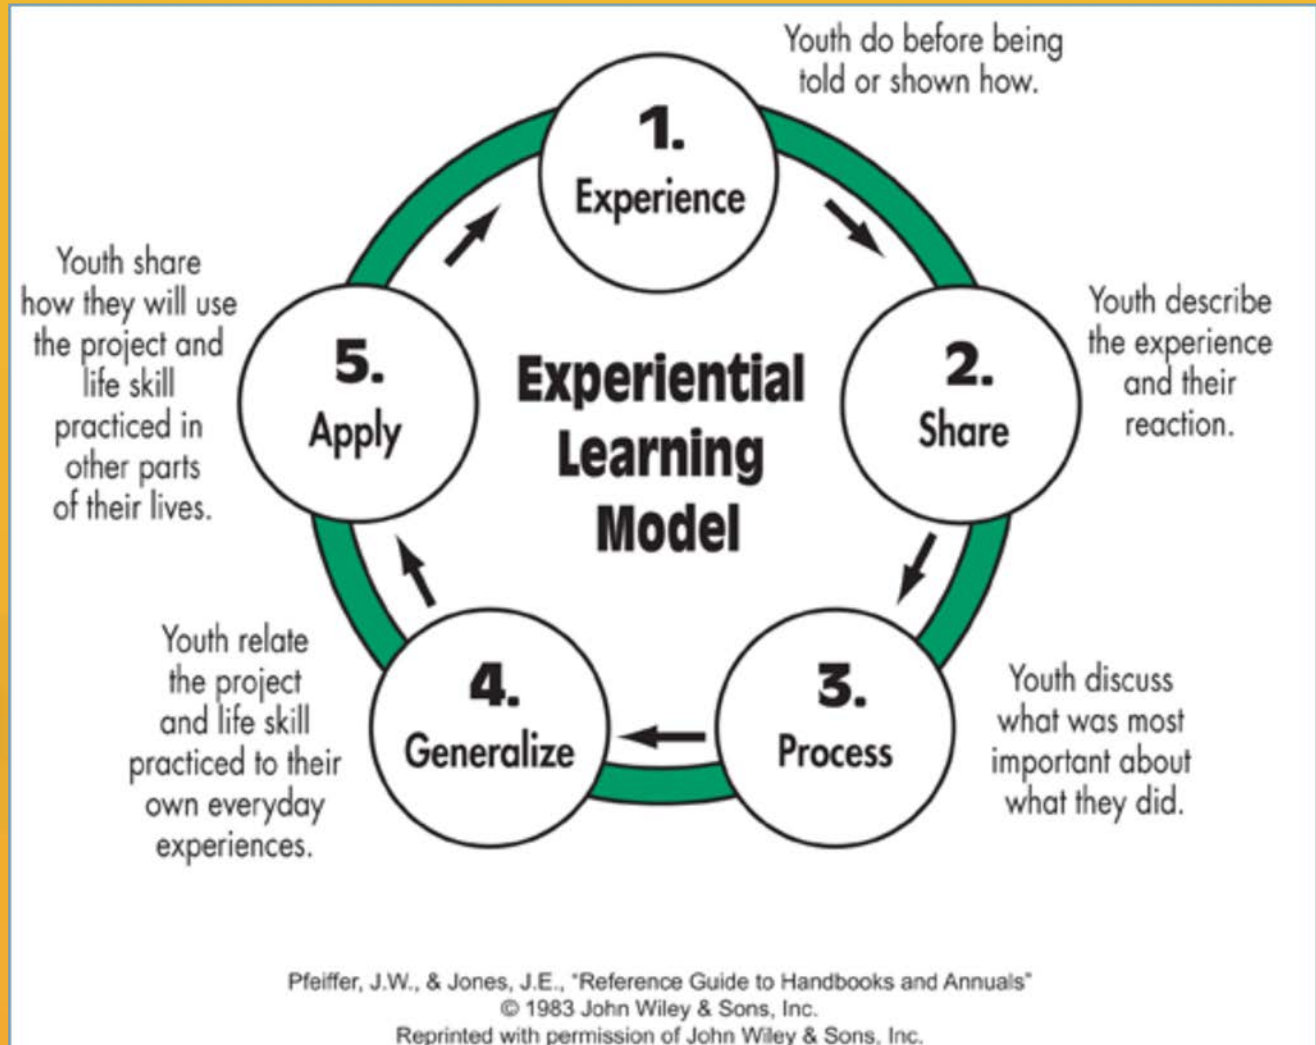 Youth do before being
told or shown how.
1.
Experience
Youth describe
the experience
and their
reaction.
2.
Share
Youth discuss
what was most
important about
what they did.
3.
Process
Youth relate
the project
and life skill
practiced to their
own everyday
experiences.
4.
Generalize
Youth share
how they will use
the project and
life skill
practiced in
other parts
of their lives.
5.
Apply
Experiential
Learning
Model
Pfeiffer, J.W., & Jones, J.E., "Reference Guide to Handbooks and Annuals"
© 1983 John Wiley & Sons, Inc.
Reprinted with permission of John Wiley & Sons, Inc.